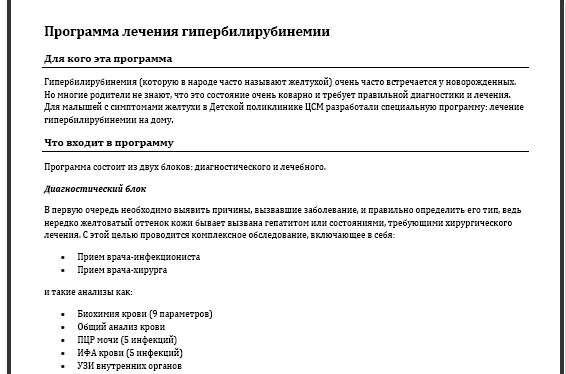 Программа лечения гипербилирубинемии
Для кого эта программа
Гипербилирубинемия (которую в народе часто называют желтухой) очень часто встречается у новорожденных.
Но многие родители не знают, что это состояние очень коварно и требует правильной диагностики и лечения.
Для малышей с симптомами желтухи в Детской поликлинике ЦСМ разработали специальную программу: лечение
гипербилирубинемии на дому.
Что входит в программу
Программа состоит из двух блоков: диагностического и лечебного.
Диагностический блок
В первую очередь необходимо выявить причины, вызвавшие заболевание, и правильно определить его тип, ведь
нередко желтоватый оттенок кожи бывает вызвана гепатитом или состояниями, требующими хирургического
лечения. С этой целью проводится комплексное обследование, включающее в себя:
• Прием врача-инфекциониста
• Прием врача-хирурга
и такие анализы как:
• Биохимия крови (9 параметров)
• Общий анализ крови
• ПЦР мочи (5 инфекций)
• ИФА крови (5 инфекций)
• УЗИ внутренних органов